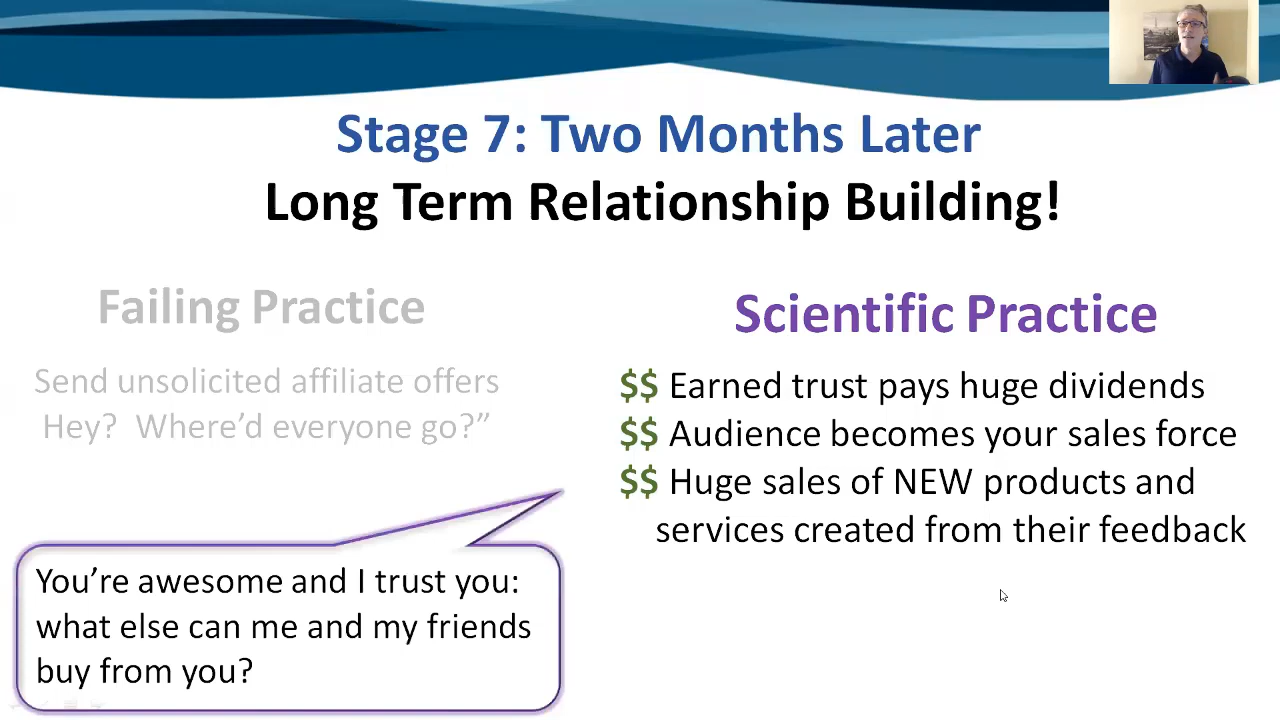 Stage 7: Two Months Later
Long Term Relationship Building!
Failing Practice
Send unsolicited affiliate offers
Hey?  Where’d everyone go?”
Scientific Practice
$$ Earned trust pays huge dividends
$$ Audience becomes your sales force
$$ Huge sales of NEW products and
services created from their feedback
You’re awesome and I trust you:
what else can me and my friends
buy from you?